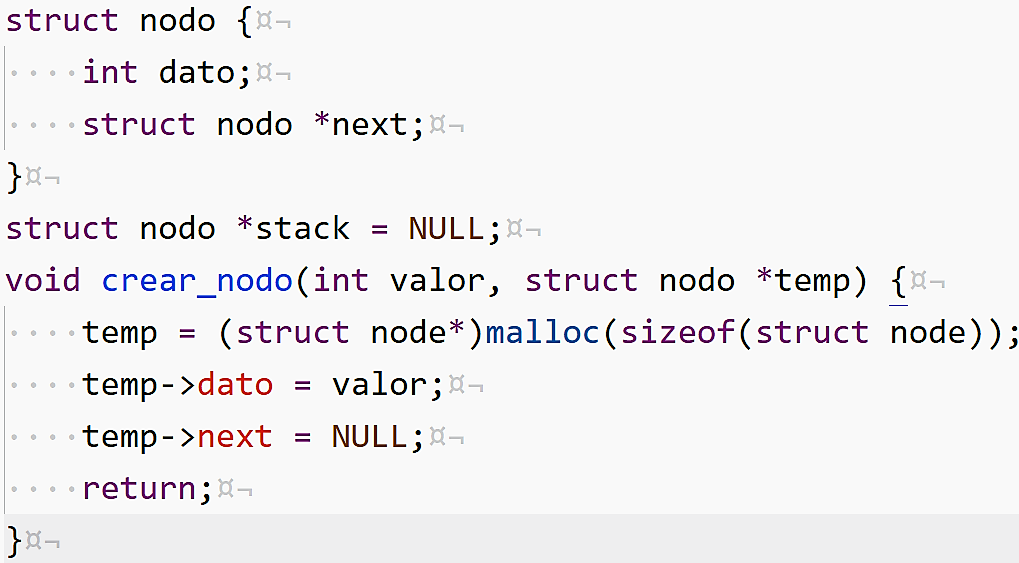 struct nodo {¤¬
····int dato;¤¬
····struct nodo *next;¤¬
}¤¬
struct nodo *stack = NULL;¤¬
void crear_nodo(int valor, struct nodo *temp) {¤¬
····temp = (struct node*)malloc(sizeof(struct node));
····temp->dato = valor;¤¬
····temp->next = NULL;¤¬
····return;¤¬
}¤¬